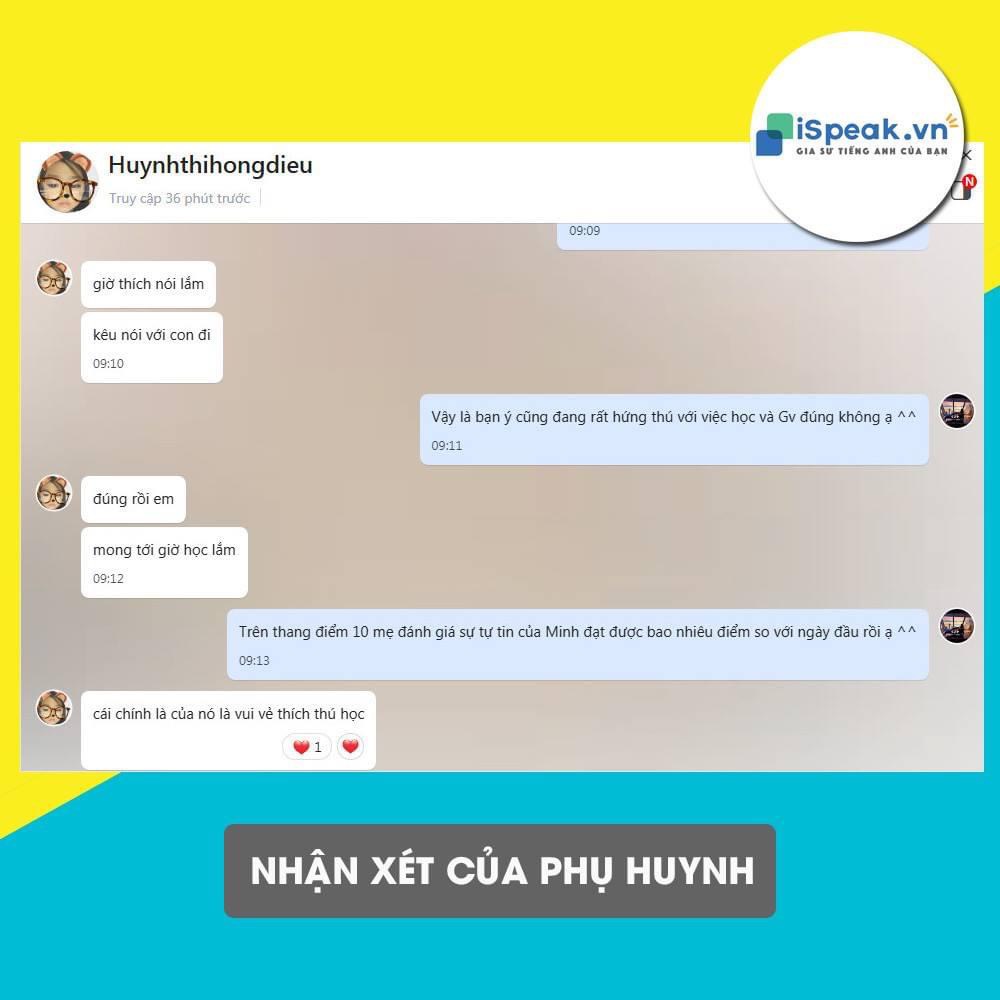 iSpeak.vn
GIA SƯ TIẾNG ANH CỦA BẠN
Huynhthihongdieu
Truy cập 36 phút trước
N
09:09
giờ thích nói lắm
kêu nói với con đi
09:10
Vậy là bạn ý cũng đang rất hứng thú với việc học và Gv đúng không ạ ^^
09:11
đúng rồi em
mong tới giờ học lắm
09:12
Trên thang điểm 10 mẹ đánh giá sự tự tin của Minh đạt được bao nhiêu điểm so với ngày đầu rồi ạ ^^
09:13
cái chính là của nó là vui vẻ thích thú học
1
NHẬN XÉT CỦA PHỤ HUYNH